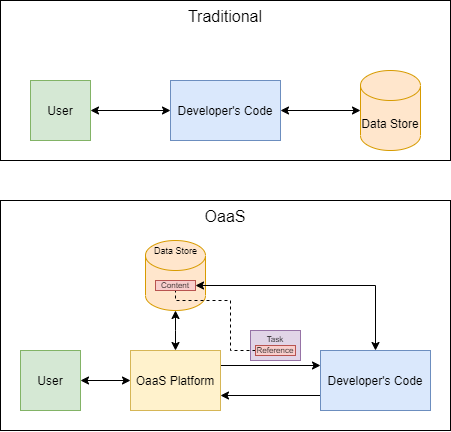 Traditional
User
Developer's Code
Data Store
OaaS
Data Store
Content
Task
Reference
User
OaaS Platform
Developer's Code